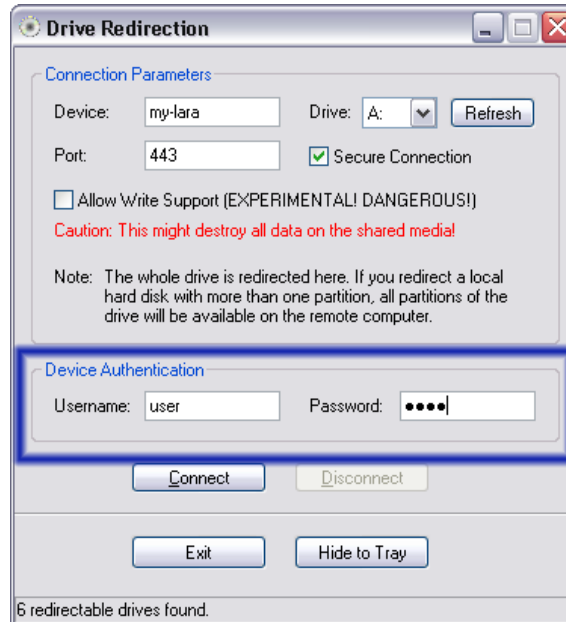 Drive Redirection
Connection Parameters
Device: my-lara Drive: A: Refresh
Port: 443 Secure Connection
Allow Write Support (EXPERIMENTAL! DANGEROUS!)
Caution: This might destroy all data on the shared media!
Note: The whole drive is redirected here. If you redirect a local
hard disk with more than one partition, all partitions of the
drive will be available on the remote computer.
Device Authentication
Username: user Password: ●●●●
Connect Disconnect
Exit Hide to Tray
6 redirectable drives found.